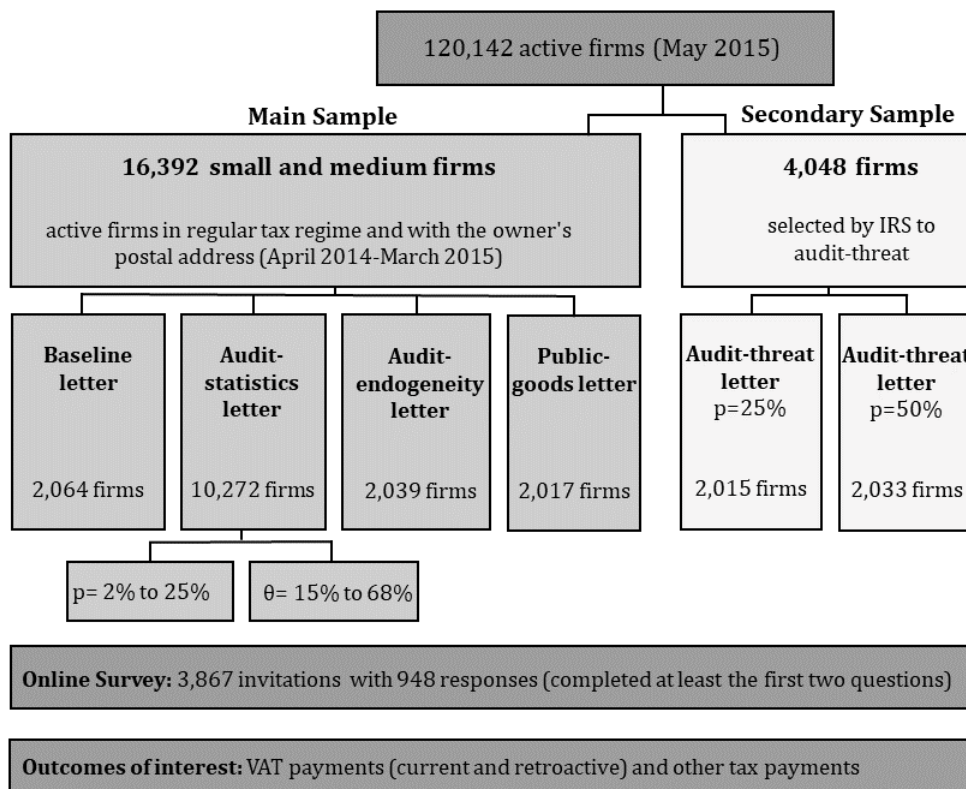 120,142 active firms (May 2015)
Main Sample
16,392 small and medium firms
active firms in regular tax regime and with the owner's
postal address (April 2014-March 2015)
Secondary Sample
4,048 firms
selected by IRS to
audit-threat
Baseline
letter
2,064 firms
Audit-
statistics
letter
10,272 firms
Audit-
endogeneity
letter
2,039 firms
Public-
goods letter
2,017 firms
Audit-threat
letter
p=25%
2,015 firms
Audit-threat
letter
p=50%
2,033 firms
p= 2% to 25%
θ= 15% to 68%
Online Survey: 3,867 invitations with 948 responses (completed at least the first two questions)
Outcomes of interest: VAT payments (current and retroactive) and other tax payments